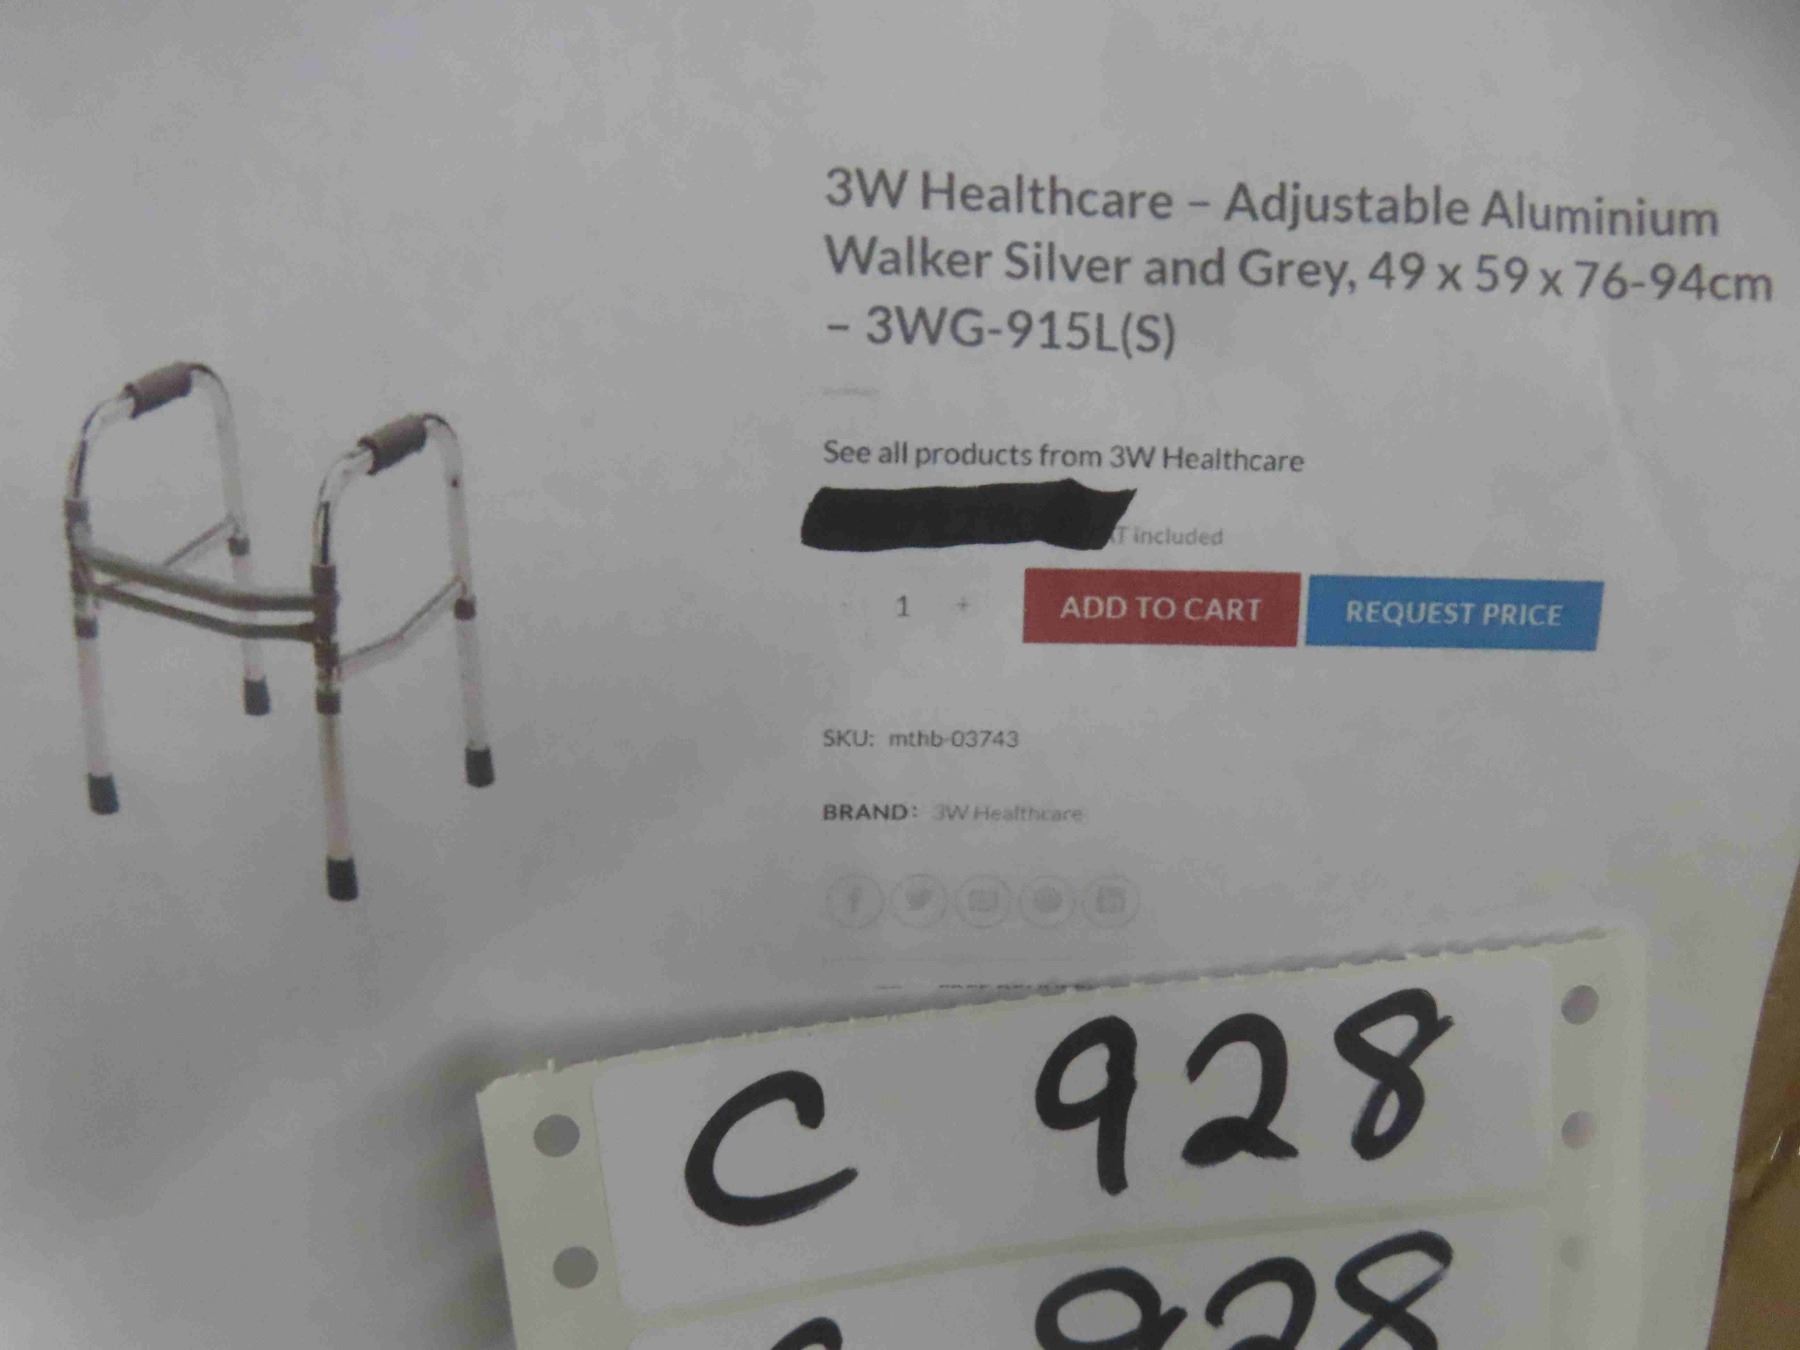 3W Healthcare – Adjustable Aluminium
Walker Silver and Grey, 49 x 59 x 76-94cm
– 3WG-915L(S)
See all products from 3W Healthcare
included
1 +
ADD TO CART
REQUEST PRICE
SKU: mthb-03743
BRAND: 3W Healthcare
C 928
928